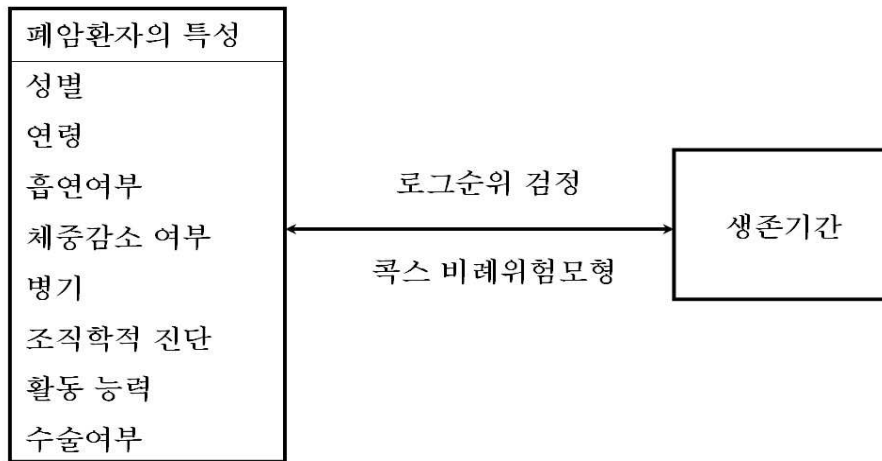 폐암환자의 특성
성별
연령
흡연여부
체중감소 여부
병기
조직학적 진단
활동 능력
수술여부
로그순위 검정
콕스 비례위험모형
생존기간